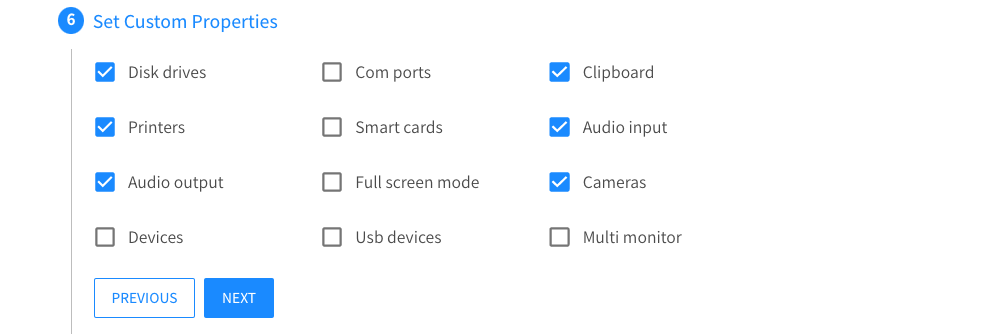 6 Set Custom Properties
Disk drives Com ports Clipboard
Printers Smart cards Audio input
Audio output Full screen mode Cameras
Devices Usb devices Multi monitor
PREVIOUS NEXT